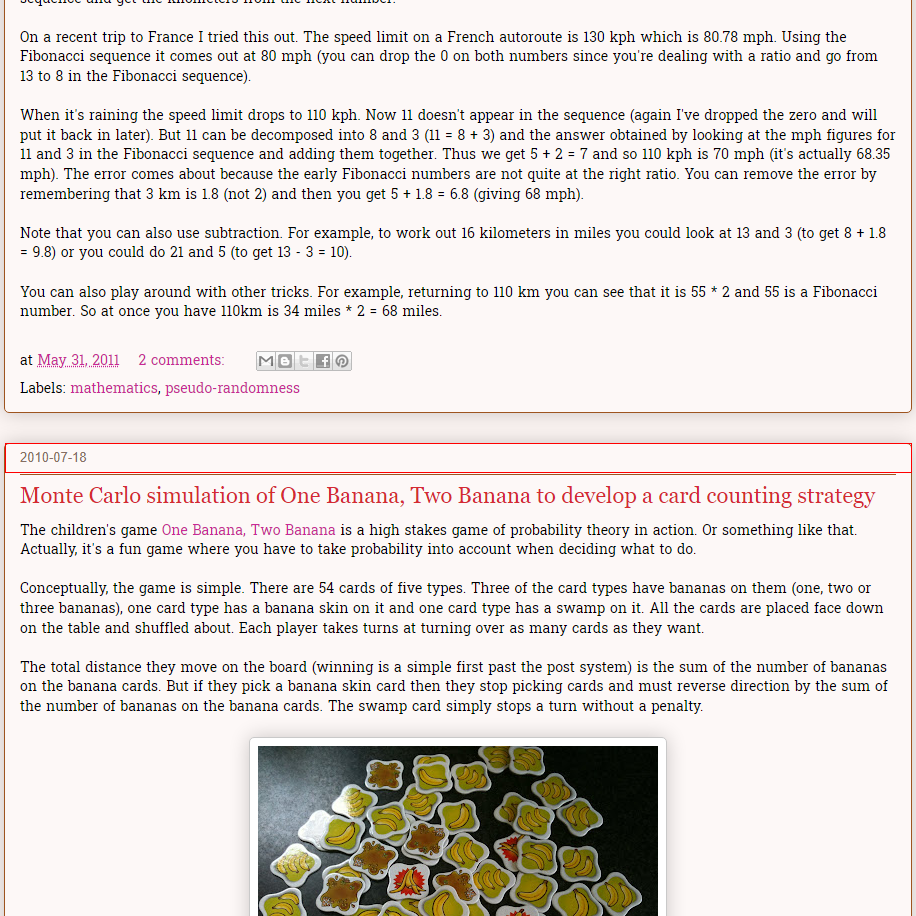 sequence and get the kilometers from the next number.
On a recent trip to France I tried this out. The speed limit on a French autoroute is 130 kph which is 80.78 mph. Using the
Fibonacci sequence it comes out at 80 mph (you can drop the 0 on both numbers since you're dealing with a ratio and go from
13 to 8 in the Fibonacci sequence).
When it's raining the speed limit drops to 110 kph. Now 11 doesn't appear in the sequence (again I've dropped the zero and will
put it back in later). But 11 can be decomposed into 8 and 3 (11 = 8 + 3) and the answer obtained by looking at the mph figures for
11 and 3 in the Fibonacci sequence and adding them together. Thus we get 5 + 2 = 7 and so 110 kph is 70 mph (it's actually 68.35
mph). The error comes about because the early Fibonacci numbers are not quite at the right ratio. You can remove the error by
remembering that 3 km is 1.8 (not 2) and then you get 5 + 1.8 = 6.8 (giving 68 mph).
Note that you can also use subtraction. For example, to work out 16 kilometers in miles you could look at 13 and 3 (to get 8 + 1.8
= 9.8) or you could do 21 and 5 (to get 13 - 3 = 10).
You can also play around with other tricks. For example, returning to 110 km you can see that it is 55 * 2 and 55 is a Fibonacci
number. So at once you have 110km is 34 miles * 2 = 68 miles.
at May 31, 2011 2 comments:
Labels: mathematics, pseudo-randomness
2010-07-18
Monte Carlo simulation of One Banana, Two Banana to develop a card counting strategy
The children's game One Banana, Two Banana is a high stakes game of probability theory in action. Or something like that.
Actually, it's a fun game where you have to take probability into account when deciding what to do.
Conceptually, the game is simple. There are 54 cards of five types. Three of the card types have bananas on them (one, two or
three bananas), one card type has a banana skin on it and one card type has a swamp on it. All the cards are placed face down
on the table and shuffled about. Each player takes turns at turning over as many cards as they want.
The total distance they move on the board (winning is a simple first past the post system) is the sum of the number of bananas
on the banana cards. But if they pick a banana skin card then they stop picking cards and must reverse direction by the sum of
the number of bananas on the banana cards. The swamp card simply stops a turn without a penalty.